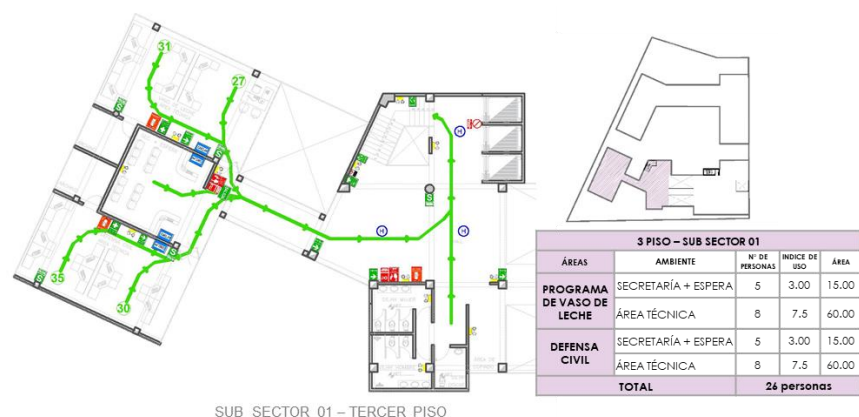 31
27
35
30
H
H
H
S
S
S
S
SUB SECTOR 01 – TERCER PISO
3 PISO – SUB SECTOR 01
ÁREAS AMBIENTE N° DE PERSONAS INDICE DE USO ÁREA
PROGRAMA DE VASO DE LECHE SECRETARÍA + ESPERA 5 3.00 15.00
ÁREA TÉCNICA 8 7.5 60.00
DEFENSA CIVIL SECRETARÍA + ESPERA 5 3.00 15.00
ÁREA TÉCNICA 8 7.5 60.00
TOTAL 26 personas